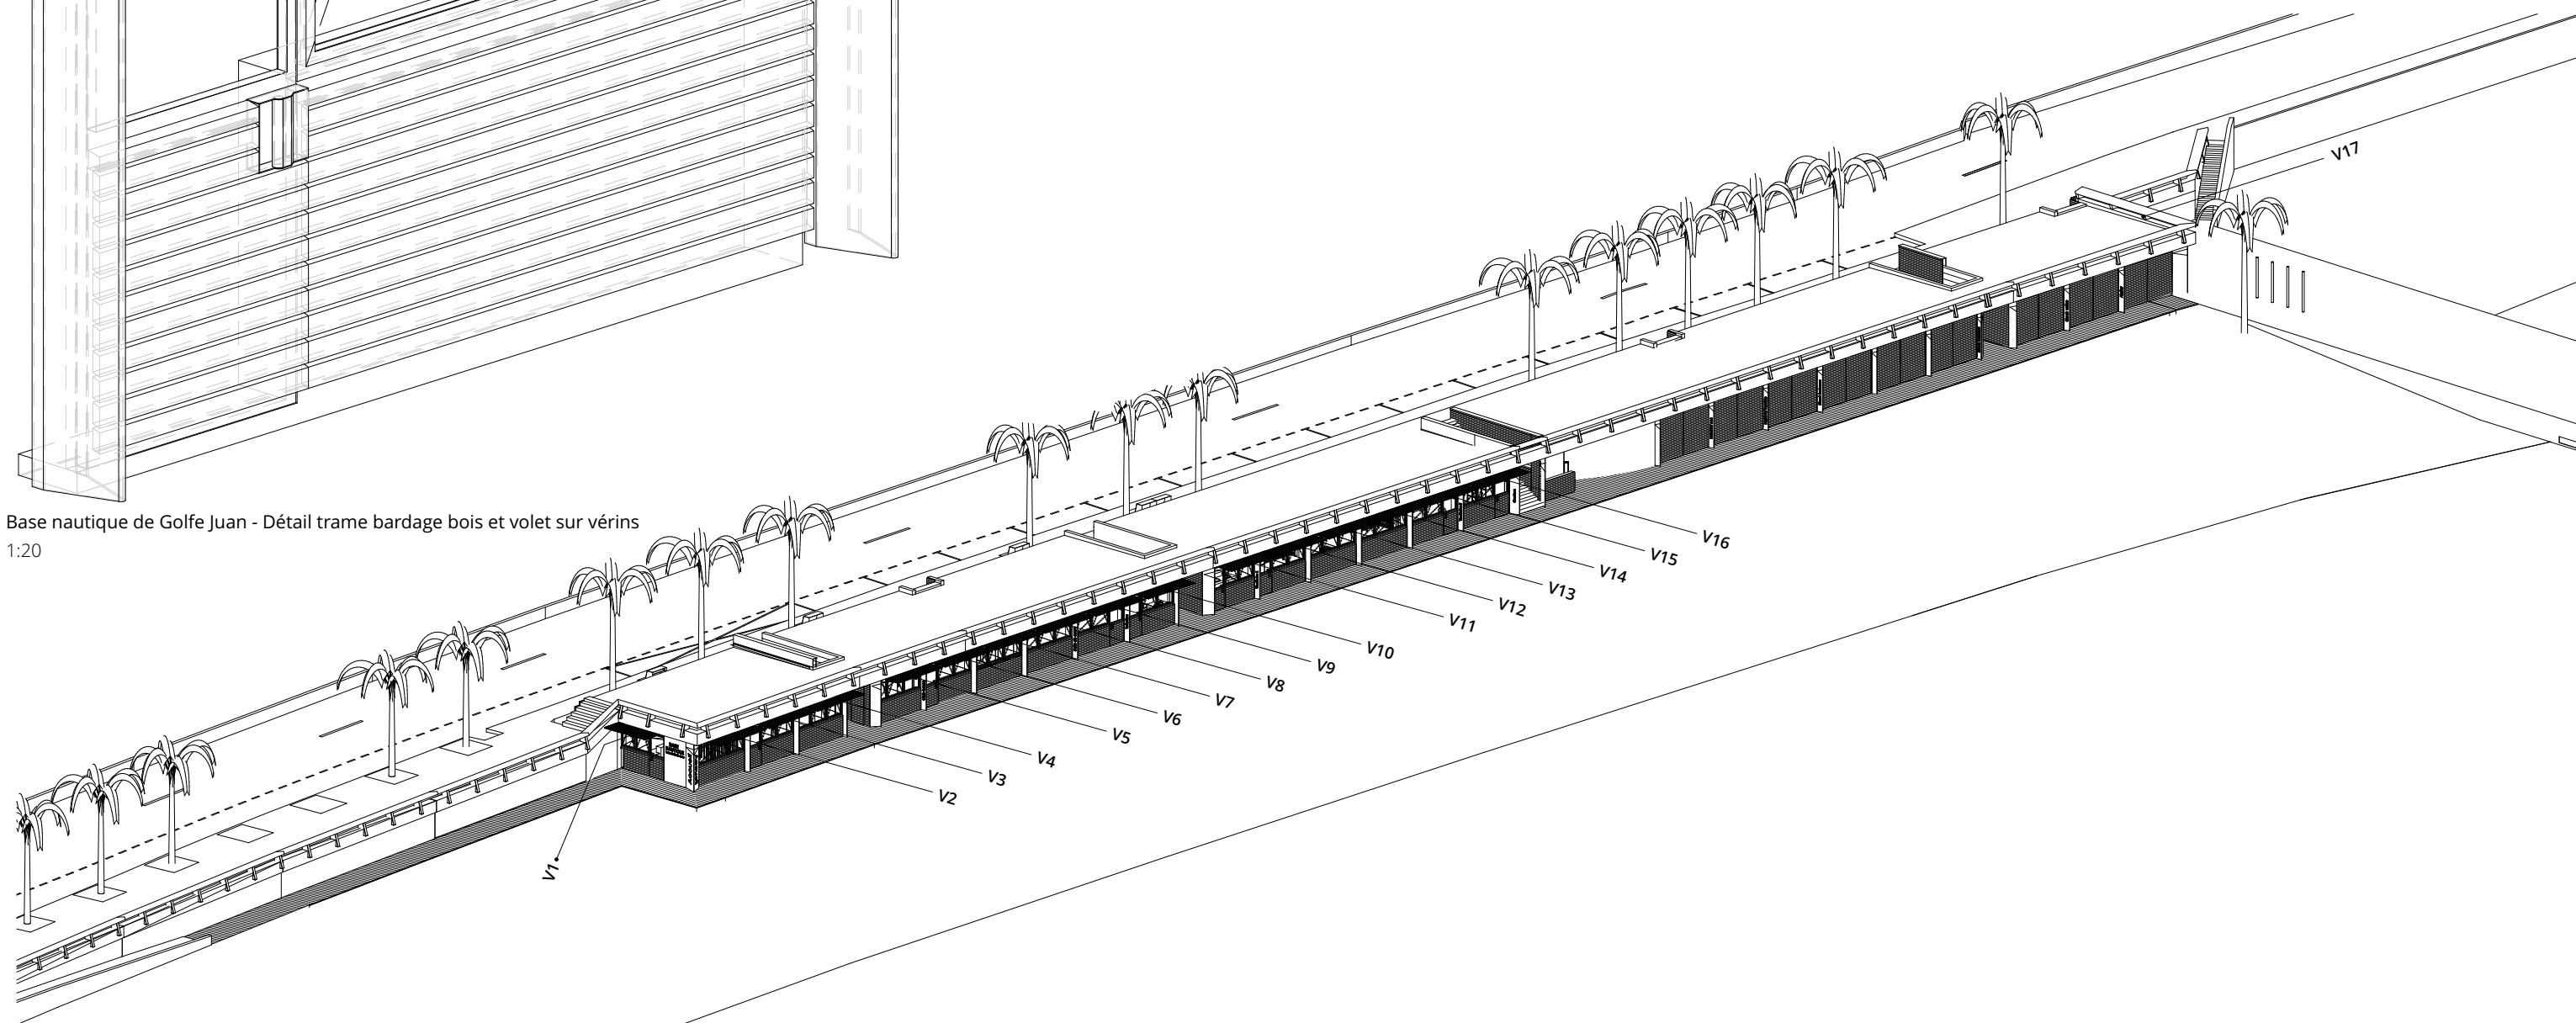 Base nautique de Golfe Juan - Détail trame bardage bois et volet sur vérins
1:20
V1
V2
V3
V4
V5
V6
V7
V8
V9
V10
V11
V12
V13
V14
V15
V16
V17